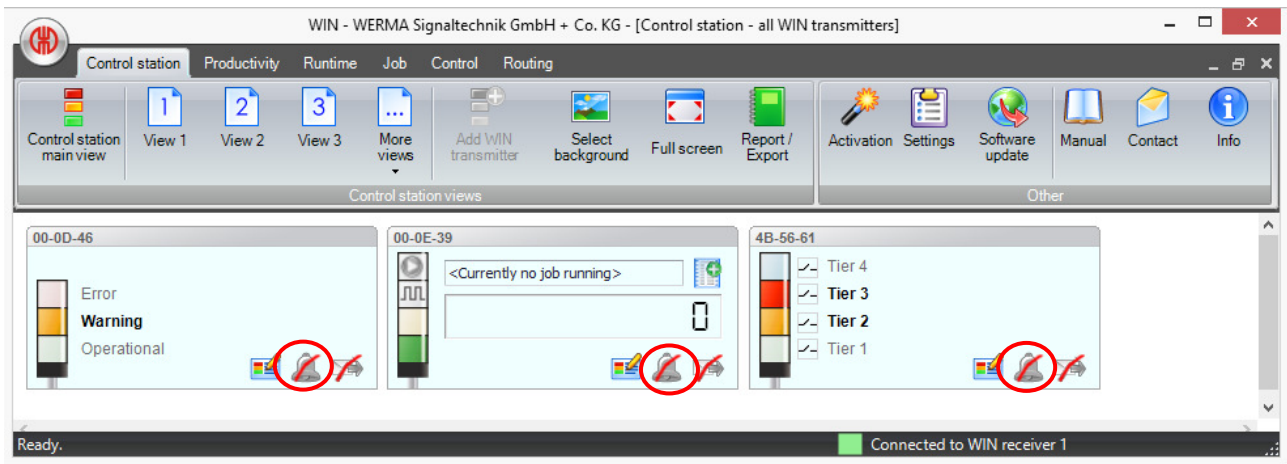 WIN - WERMA Signaltechnik GmbH + Co. KG - [Control station - all WIN transmitters]
Control station Productivity Runtime Job Control Routing
1 2 3 ...
Control station main view
View 1
View 2
View 3
More views
Add WIN transmitter
Select background
Full screen
Report / Export
Activation
Settings
Software update
Manual
Contact
Info
Control station views
Other
00-0D-46
Error
Warning
Operational
00-0E-39
<Currently no job running>
0
4B-56-61
Tier 4
Tier 3
Tier 2
Tier 1
Ready.
Connected to WIN receiver 1